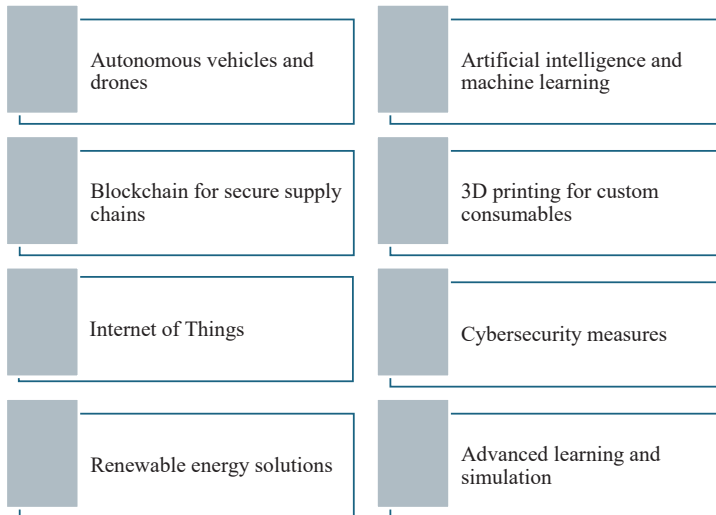 Autonomous vehicles and
drones
Artificial intelligence and
machine learning
Blockchain for secure supply
chains
3D printing for custom
consumables
Internet of Things
Cybersecurity measures
Renewable energy solutions
Advanced learning and
simulation